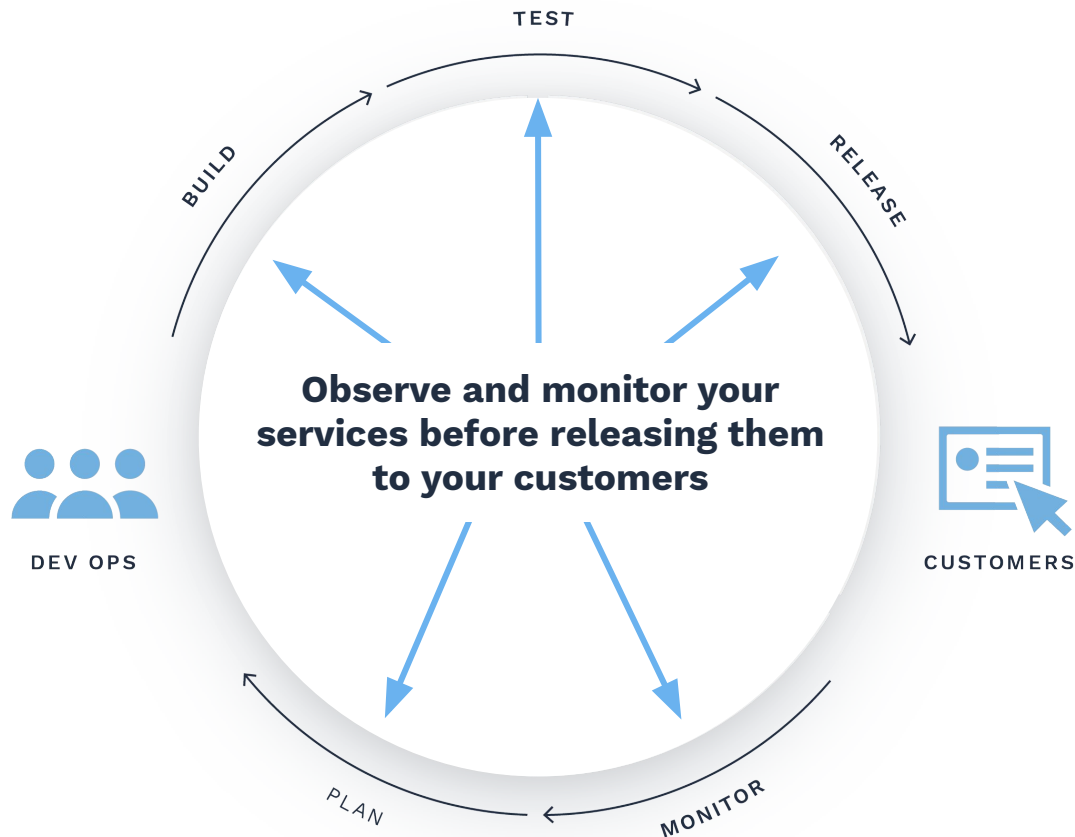 TEST
BUILD
RELEASE
Observe and monitor your
services before releasing them
to your customers
DEV OPS
CUSTOMERS
PLAN
MONITOR